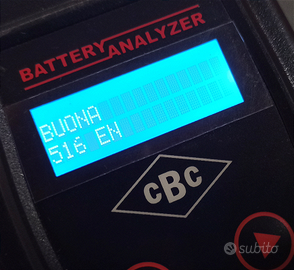 BATTERY ANALYZER
BUONA
516 EN
CBC
subito